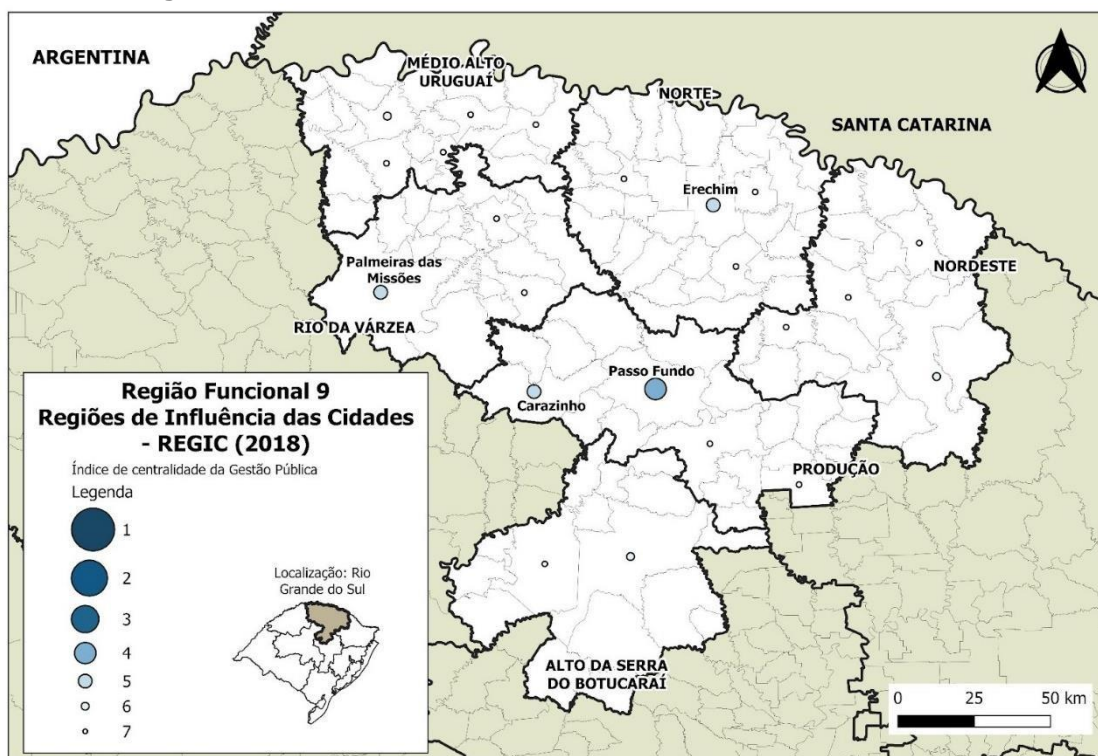 ARGENTINA
MÉDIO ALTO
URUGUAÍ
NORTE
SANTA CATARINA
Erechim
NORDESTE
Palmeiras das
Missões
RIO DA VÁRZEA
Passo Fundo
Carazinho
PRODUÇÃO
ALTO DA SERRA
DO BOTUCARAÍ
Região Funcional 9
Regiões de Influência das Cidades
- REGIC (2018)
Índice de centralidade da Gestão Pública
Legenda
1
2
3
4
5
6
7
Localização: Rio
Grande do Sul
0 25 50 km